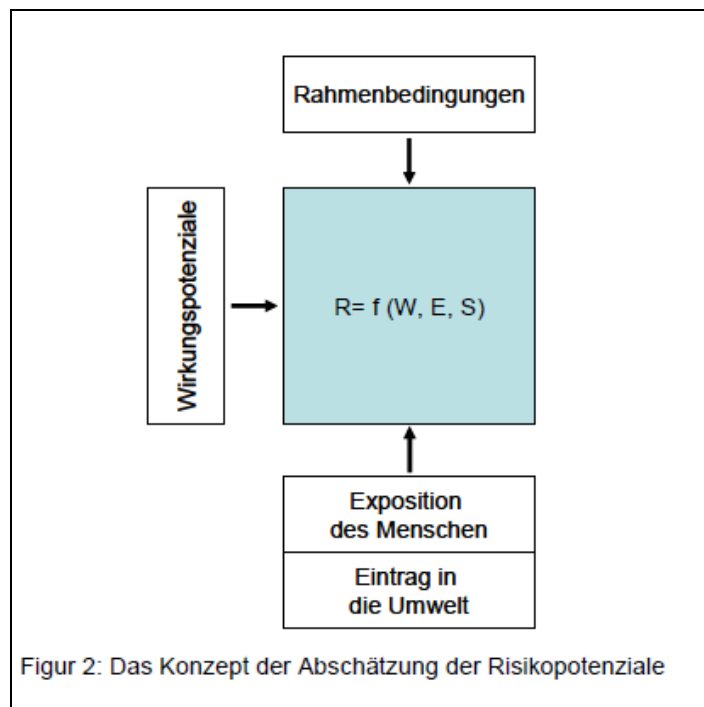 Rahmenbedingungen
Wirkungspotenziale
R= f (W, E, S)
Exposition
des Menschen
Eintrag in
die Umwelt
Figur 2: Das Konzept der Abschätzung der Risikopotenziale